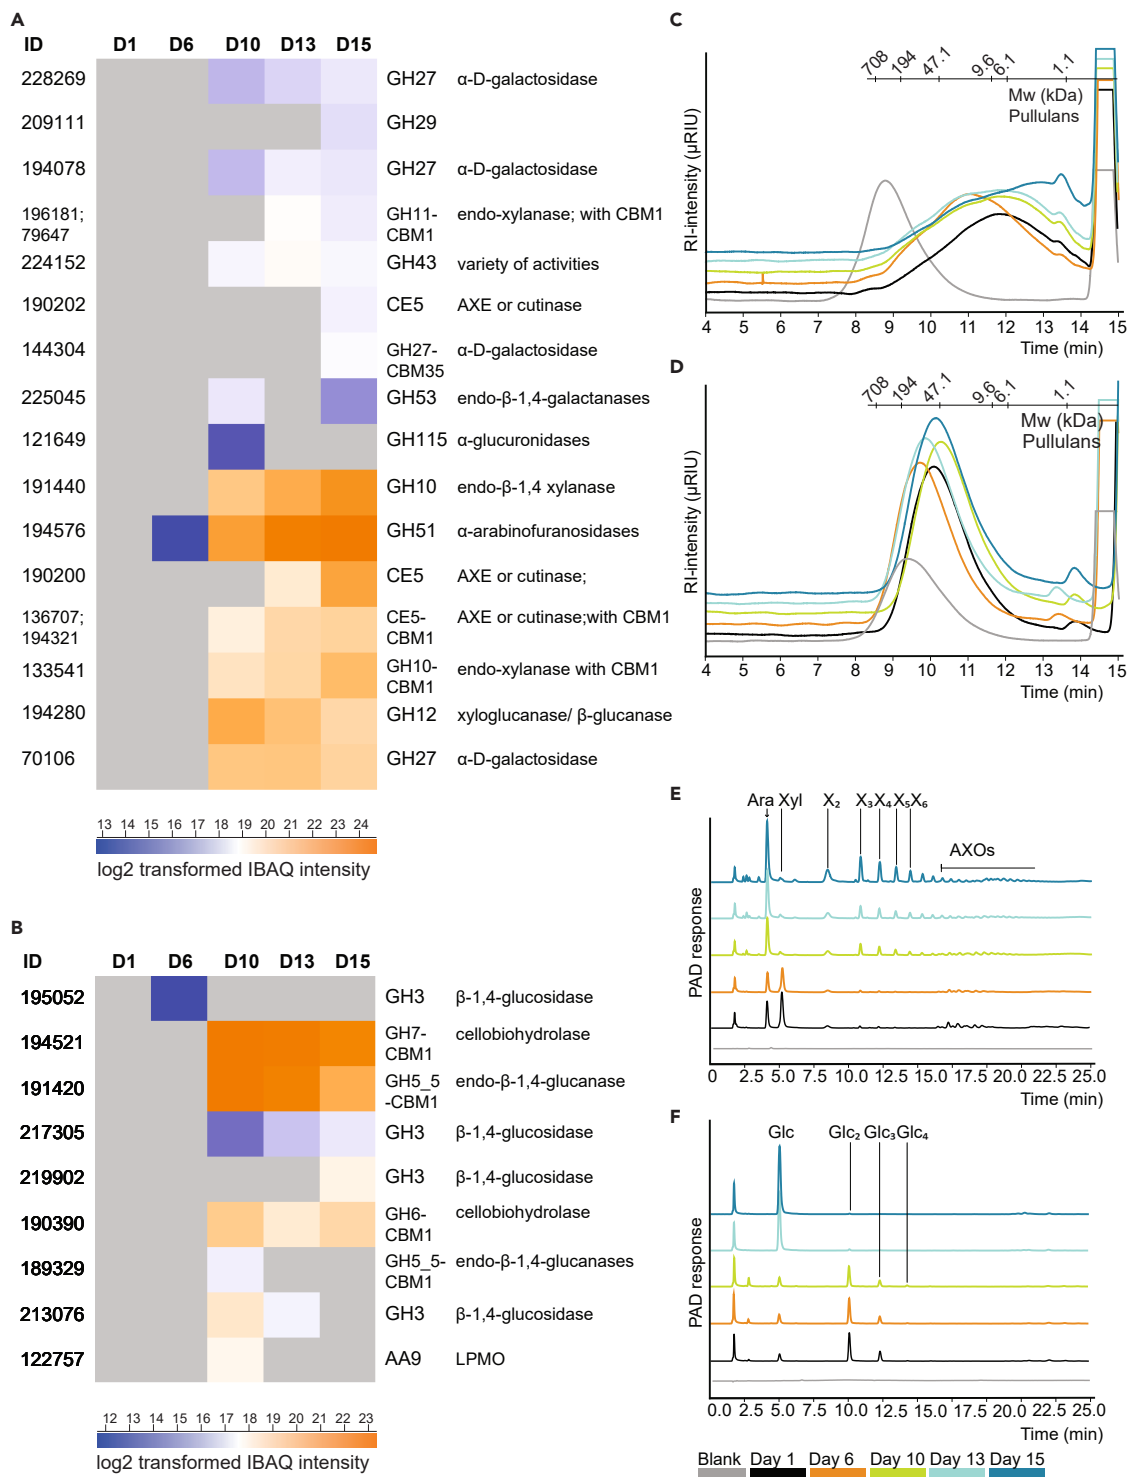 A
ID D1 D6 D10 D13 D15
228269 GH27 α-D-galactosidase
209111 GH29
194078 GH27 α-D-galactosidase
196181; GH11- endo-xylanase; with CBM1
79647 CBM1
224152 GH43 variety of activities
190202 CE5 AXE or cutinase
144304 GH27- α-D-galactosidase
CBM35
225045 GH53 endo-β-1,4-galactanases
121649 GH115 α-glucuronidases
191440 GH10 endo-β-1,4 xylanase
194576 GH51 α-arabinofuranosidases
190200 CE5 AXE or cutinase;
136707; CE5- AXE or cutinase;with CBM1
194321 CBM1
133541 GH10- endo-xylanase with CBM1
CBM1
194280 GH12 xyloglucanase/ β-glucanase
70106 GH27 α-D-galactosidase
13 14 15 16 17 18 19 20 21 22 23 24
log2 transformed IBAQ intensity
B
ID D1 D6 D10 D13 D15
195052 GH3 β-1,4-glucosidase
194521 GH7- cellobiohydrolase
CBM1
191420 GH5_5 endo-β-1,4-glucanase
-CBM1
217305 GH3 β-1,4-glucosidase
219902 GH3 β-1,4-glucosidase
190390 GH6- cellobiohydrolase
CBM1
189329 GH5_5- endo-β-1,4-glucanases
CBM1
213076 GH3 β-1,4-glucosidase
122757 AA9 LPMO
12 13 14 15 16 17 18 19 20 21 22 23
log2 transformed IBAQ intensity
C
708 194 47.1 9.6 6.1 1.1
Mw (kDa)
Pullulans
RI-intensity (µRIU)
4 5 6 7 8 9 10 11 12 13 14 15
Time (min)
D
708 194 47.1 9.6 6.1 1.1
Mw (kDa)
Pullulans
RI-intensity (µRIU)
4 5 6 7 8 9 10 11 12 13 14 15
Time (min)
E
Ara Xyl X₂ X₃ X₄ X₅ X₆
AXOs
PAD response
0 2.5 5.0 7.5 10.0 12.5 15.0 17.5 20.0 22.5 25.0
Time (min)
F
Glc Glc₂ Glc₃ Glc₄
PAD response
0.0 2.5 5.0 7.5 10.0 12.5 15.0 17.5 20.0 22.5 25.0
Time (min)
Blank Day 1 Day 6 Day 10 Day 13 Day 15